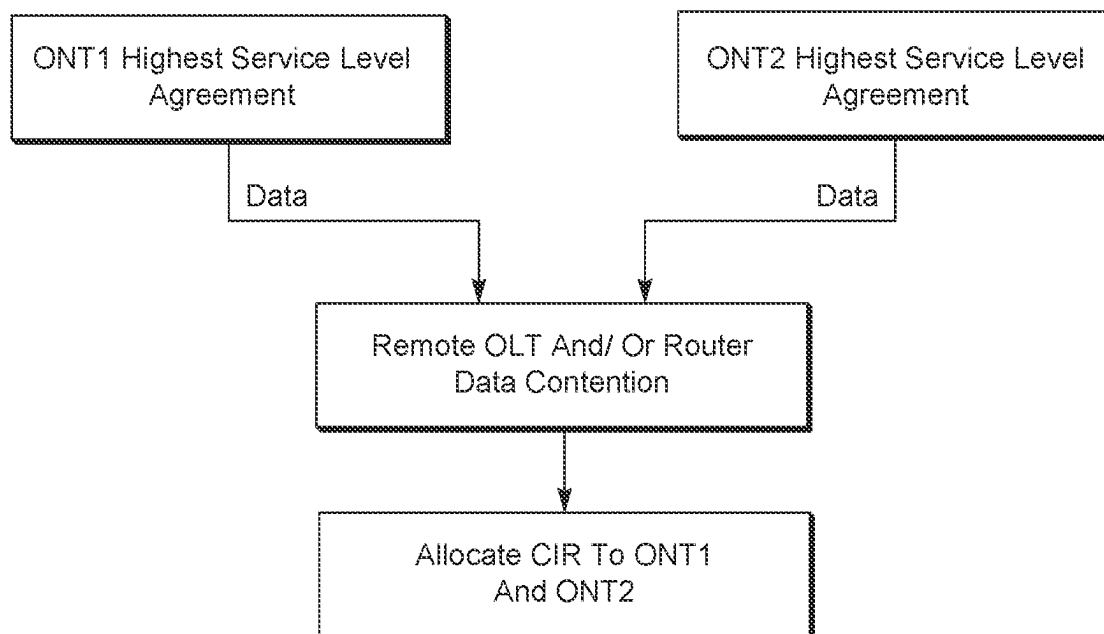 ONT1 Highest Service Level
Agreement
ONT2 Highest Service Level
Agreement
Data
Data
Remote OLT And/ Or Router
Data Contention
Allocate CIR To ONT1
And ONT2